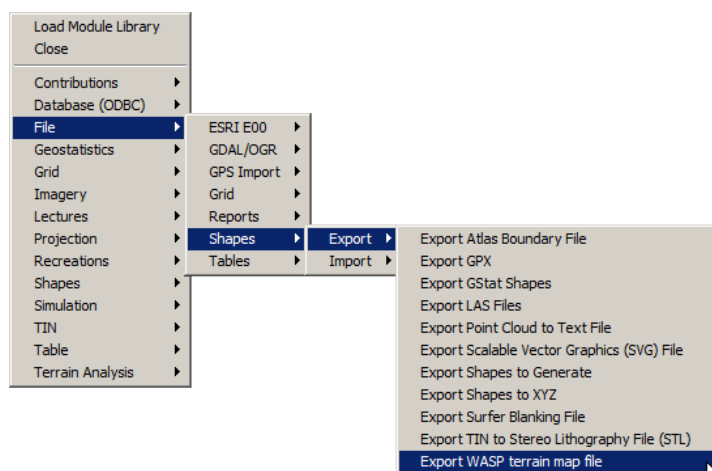 Load Module Library
Close
Contributions
Database (ODBC)
File
Geostatistics
Grid
Imagery
Lectures
Projection
Recreations
Shapes
Simulation
TIN
Table
Terrain Analysis
ESRI E00
GDAL/OGR
GPS Import
Grid
Reports
Shapes
Tables
Export
Import
Export Atlas Boundary File
Export GPX
Export GStat Shapes
Export LAS Files
Export Point Cloud to Text File
Export Scalable Vector Graphics (SVG) File
Export Shapes to Generate
Export Shapes to XYZ
Export Surfer Blanking File
Export TIN to Stereo Lithography File (STL)
Export WASP terrain map file